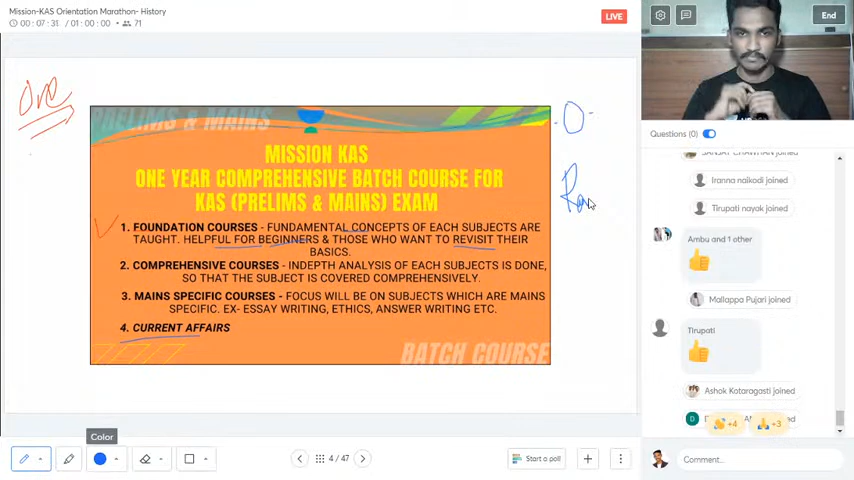 Mission-KAS Orientation Marathon- History
00:07:31 / 01:00:00 • 71
LIVE
End
One
PRELIMS & MAINS
MISSION KAS
ONE YEAR COMPREHENSIVE BATCH COURSE FOR
KAS (PRELIMS & MAINS) EXAM
1. FOUNDATION COURSES - FUNDAMENTAL CONCEPTS OF EACH SUBJECTS ARE
TAUGHT. HELPFUL FOR BEGINNERS & THOSE WHO WANT TO REVISIT THEIR
BASICS.
2. COMPREHENSIVE COURSES - INDEPTH ANALYSIS OF EACH SUBJECTS IS DONE,
SO THAT THE SUBJECT IS COVERED COMPREHENSIVELY.
3. MAINS SPECIFIC COURSES - FOCUS WILL BE ON SUBJECTS WHICH ARE MAINS
SPECIFIC. EX- ESSAY WRITING, ETHICS, ANSWER WRITING ETC.
4. CURRENT AFFAIRS
BATCH COURSE
Color
4 / 47
Start a poll
Questions (0)
Iranna naikodi joined
Tirupati nayak joined
Ambu and 1 other
Mallappa Pujari joined
Tirupati
Ashok Kotaragasti joined
D
joined
+4
+3
Comment...